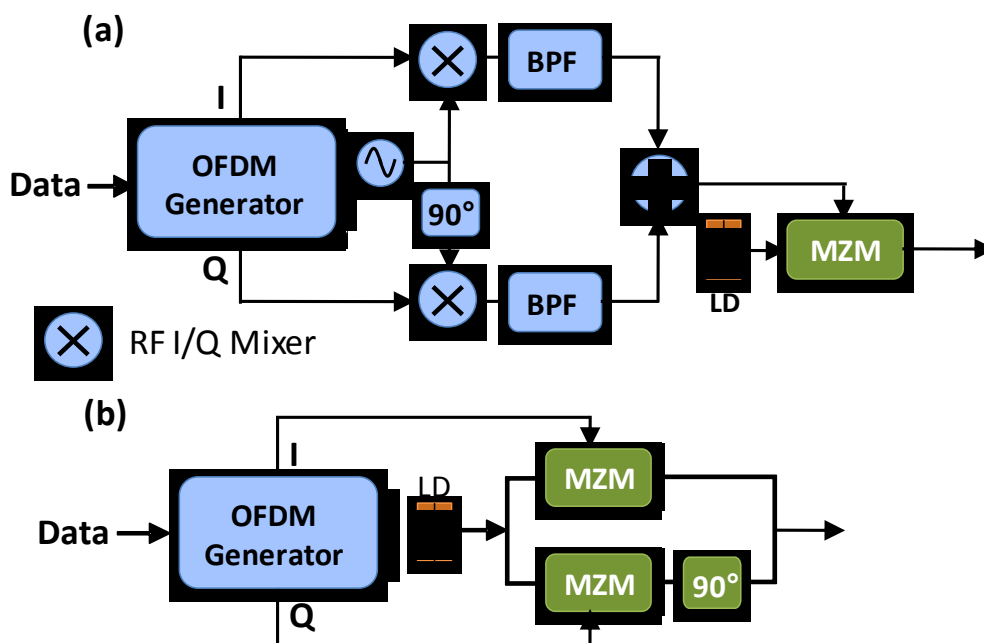 (a)
I
BPF
Data
OFDM
Generator
90°
MZM
Q
BPF
LD
RF I/Q Mixer
(b)
I
MZM
LD
Data
OFDM
Generator
MZM
90°
Q